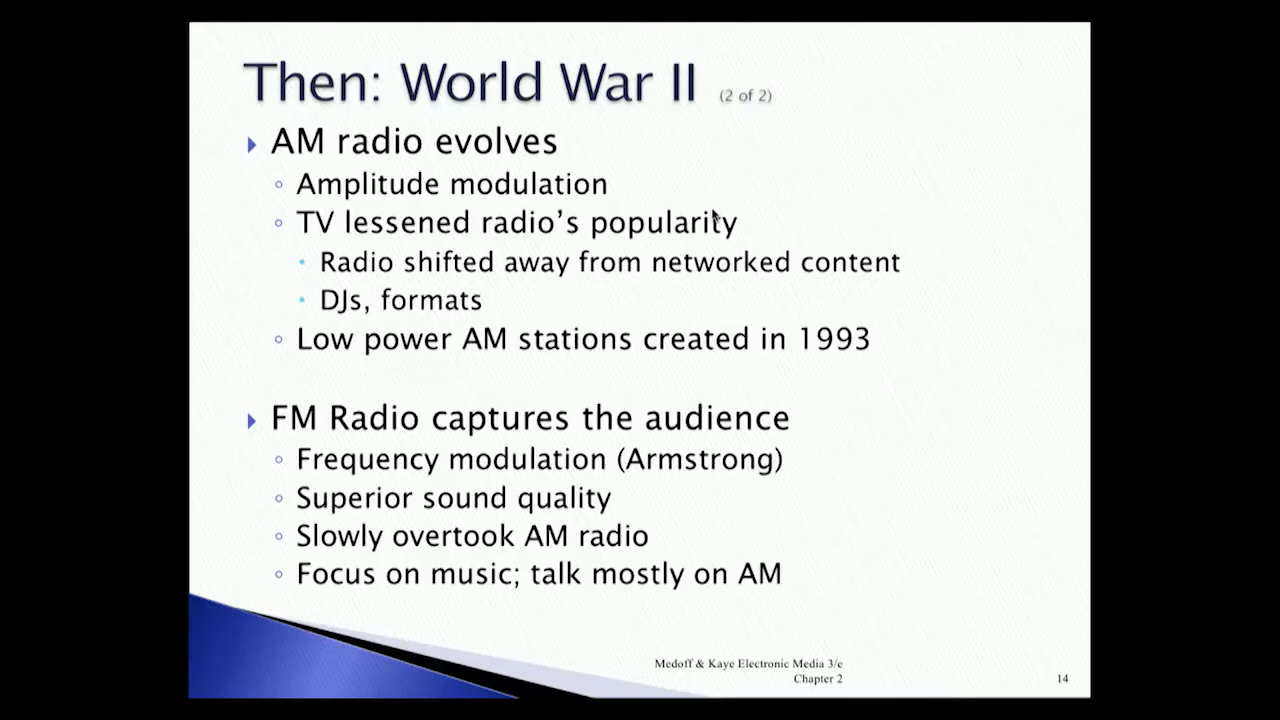 Then: World War II (2 of 2)
AM radio evolves
Amplitude modulation
TV lessened radio's popularity
Radio shifted away from networked content
DJs, formats
Low power AM stations created in 1993
FM Radio captures the audience
Frequency modulation (Armstrong)
Superior sound quality
Slowly overtook AM radio
Focus on music; talk mostly on AM
Medoff & Kaye Electronic Media 3/e
Chapter 2
14